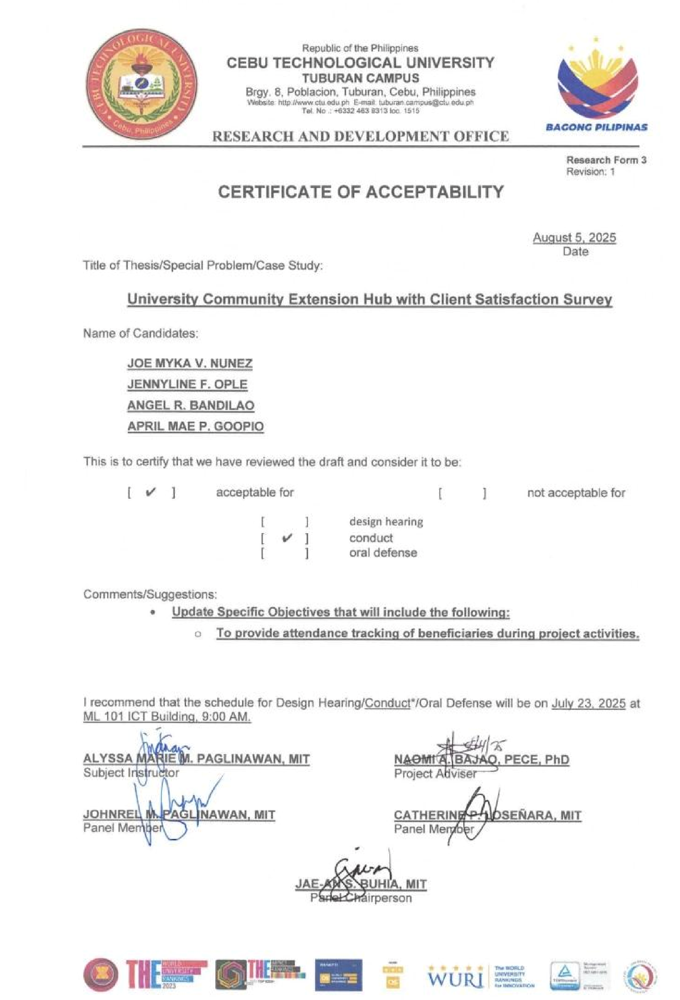 CEBU TECHNOLOGICAL UNIVERSITY
Cebu, Philippines
Republic of the Philippines
CEBU TECHNOLOGICAL UNIVERSITY
TUBURAN CAMPUS
Brgy. 8, Poblacion, Tuburan, Cebu, Philippines
Website: http://www.ctu.edu.ph E-mail: tuburan.campus@ctu.edu.ph
Tel. No .: +6332 463 9313 loc. 1515
RESEARCH AND DEVELOPMENT OFFICE
BAGONG PILIPINAS
Research Form 3
Revision: 1
CERTIFICATE OF ACCEPTABILITY
August 5, 2025
Date
Title of Thesis/Special Problem/Case Study:
University Community Extension Hub with Client Satisfaction Survey
Name of Candidates:
JOE MYKA V. NUNEZ
JENNYLINE F. OPLE
ANGEL R. BANDILAO
APRIL MAE P. GOOPIO
This is to certify that we have reviewed the draft and consider it to be:
[ ✔ ] acceptable for [ ] not acceptable for
[ ] design hearing
[ ✔ ] conduct
[ ] oral defense
Comments/Suggestions:
• Update Specific Objectives that will include the following:
○ To provide attendance tracking of beneficiaries during project activities.
I recommend that the schedule for Design Hearing/Conduct*/Oral Defense will be on July 23, 2025 at
ML 101 ICT Building, 9:00 AM.
ALYSSA MARIE M. PAGLINAWAN, MIT NAOMI A. BAJAO, PECE, PhD
Subject Instructor Project Adviser
JOHNREL M. PAGLINAWAN, MIT CATHERINE P. LOSEÑARA, MIT
Panel Member Panel Member
JAE-AN S. BUHIA, MIT
Panel Chairperson
THE WORLD UNIVERSITY RANKINGS 2023
THE
QS
WURI The WORLD UNIVERSITY RANKINGS for INNOVATION